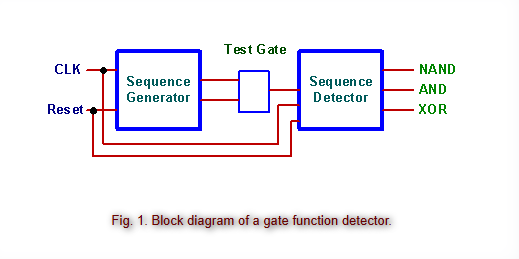 Test Gate
CLK
Reset
Sequence
Generator
Sequence
Detector
NAND
AND
XOR
Fig. 1. Block diagram of a gate function detector.